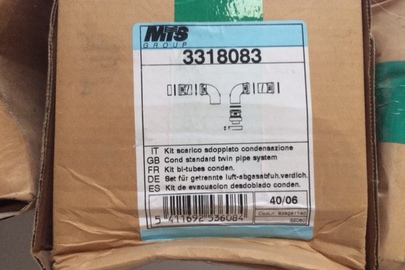 MTS
GROUP
3318083
IT Kit scarico sdoppiato condensazione
GB Cond standard twin pipe system
FR Kit bi-tubes conden.
DE Set für getrennte luft-abgasabfuh.verdich.
ES Kit de evacuacion desdoblado conden.
40/06
5 411692 536084